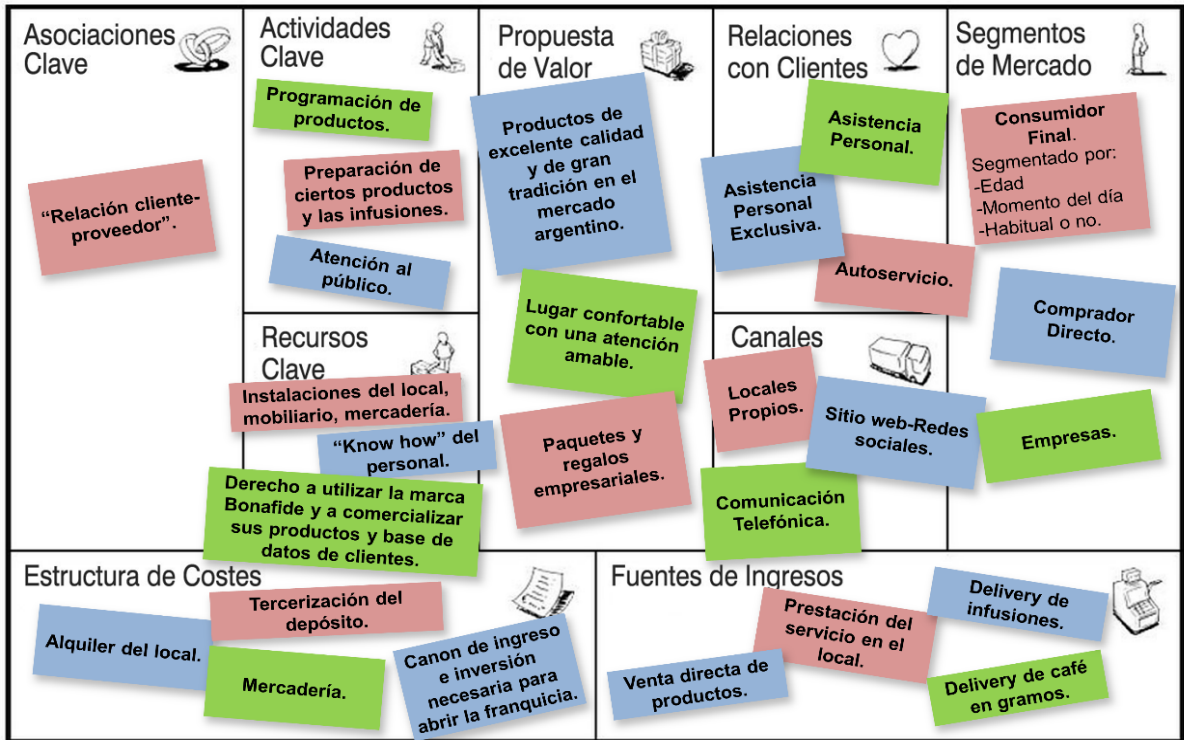 Asociaciones
Clave
“Relación cliente-
proveedor”.
Actividades
Clave
Programación de
productos.
Preparación de
ciertos productos
y las infusiones.
Atención al
público.
Recursos
Clave
Instalaciones del local,
mobiliario, mercadería.
“Know how” del
personal.
Derecho a utilizar la marca
Bonafide y a comercializar
sus productos y base de
datos de clientes.
Propuesta
de Valor
Productos de
excelente calidad
y de gran
tradición en el
mercado
argentino.
Lugar confortable
con una atención
amable.
Paquetes y
regalos
empresariales.
Relaciones
con Clientes
Asistencia
Personal.
Asistencia
Personal
Exclusiva.
Autoservicio.
Canales
Locales
Propios.
Sitio web-Redes
sociales.
Comunicación
Telefónica.
Segmentos
de Mercado
Consumidor
Final.
Segmentado por:
-Edad
-Momento del día
-Habitual o no.
Comprador
Directo.
Empresas.
Estructura de Costes
Alquiler del local.
Tercerización del
depósito.
Mercadería.
Canon de ingreso
e inversión
necesaria para
abrir la franquicia.
Fuentes de Ingresos
Venta directa de
productos.
Prestación del
servicio en el
local.
Delivery de
infusiones.
Delivery de café
en gramos.